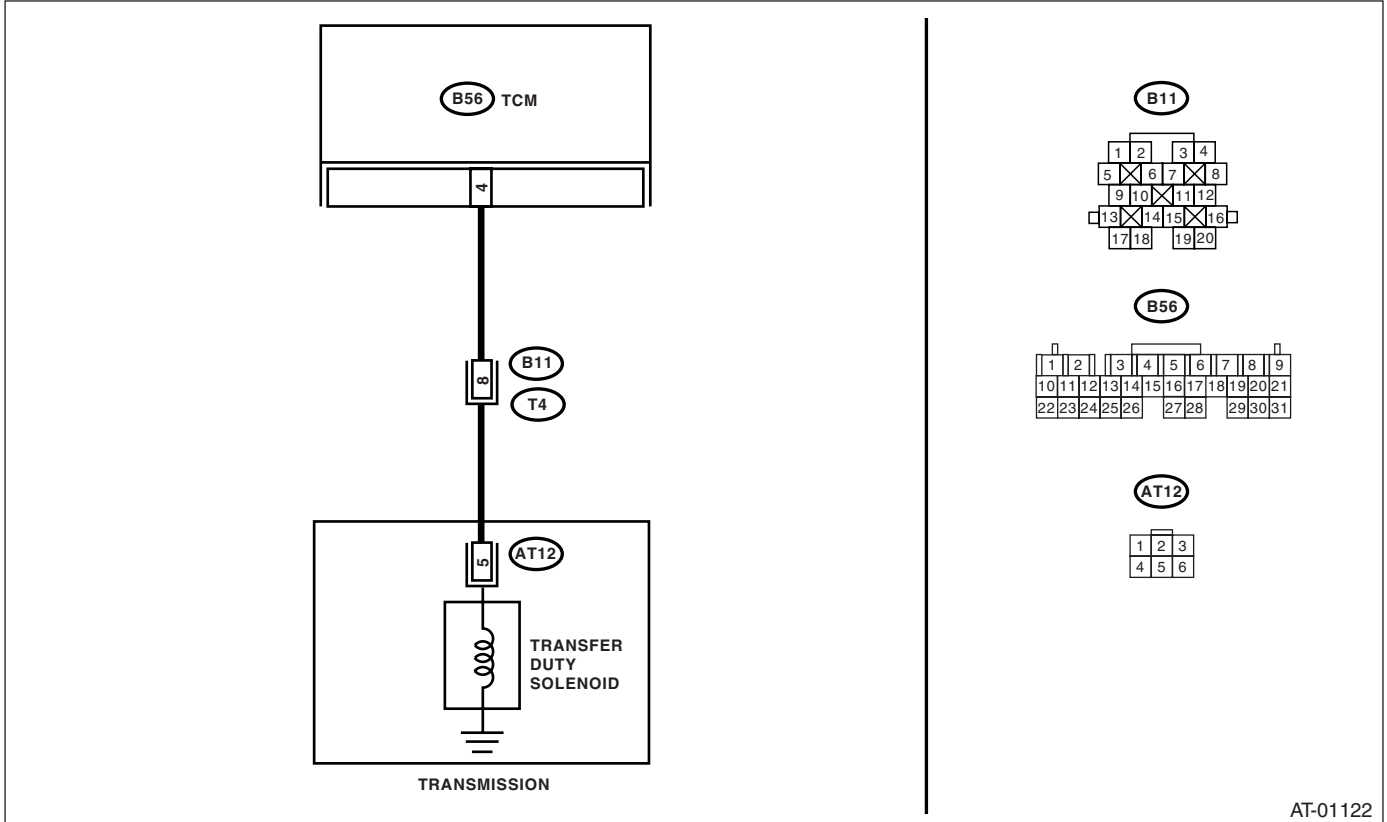 B56 TCM
4
B11
8
T4
5
AT12
TRANSFER
DUTY
SOLENOID
TRANSMISSION
B11
1 2 3 4
5 6 7 8
9 10 11 12
13 14 15 16
17 18 19 20
B56
1 2 3 4 5 6 7 8 9
10 11 12 13 14 15 16 17 18 19 20 21
22 23 24 25 26 27 28 29 30 31
AT12
1 2 3
4 5 6
AT-01122